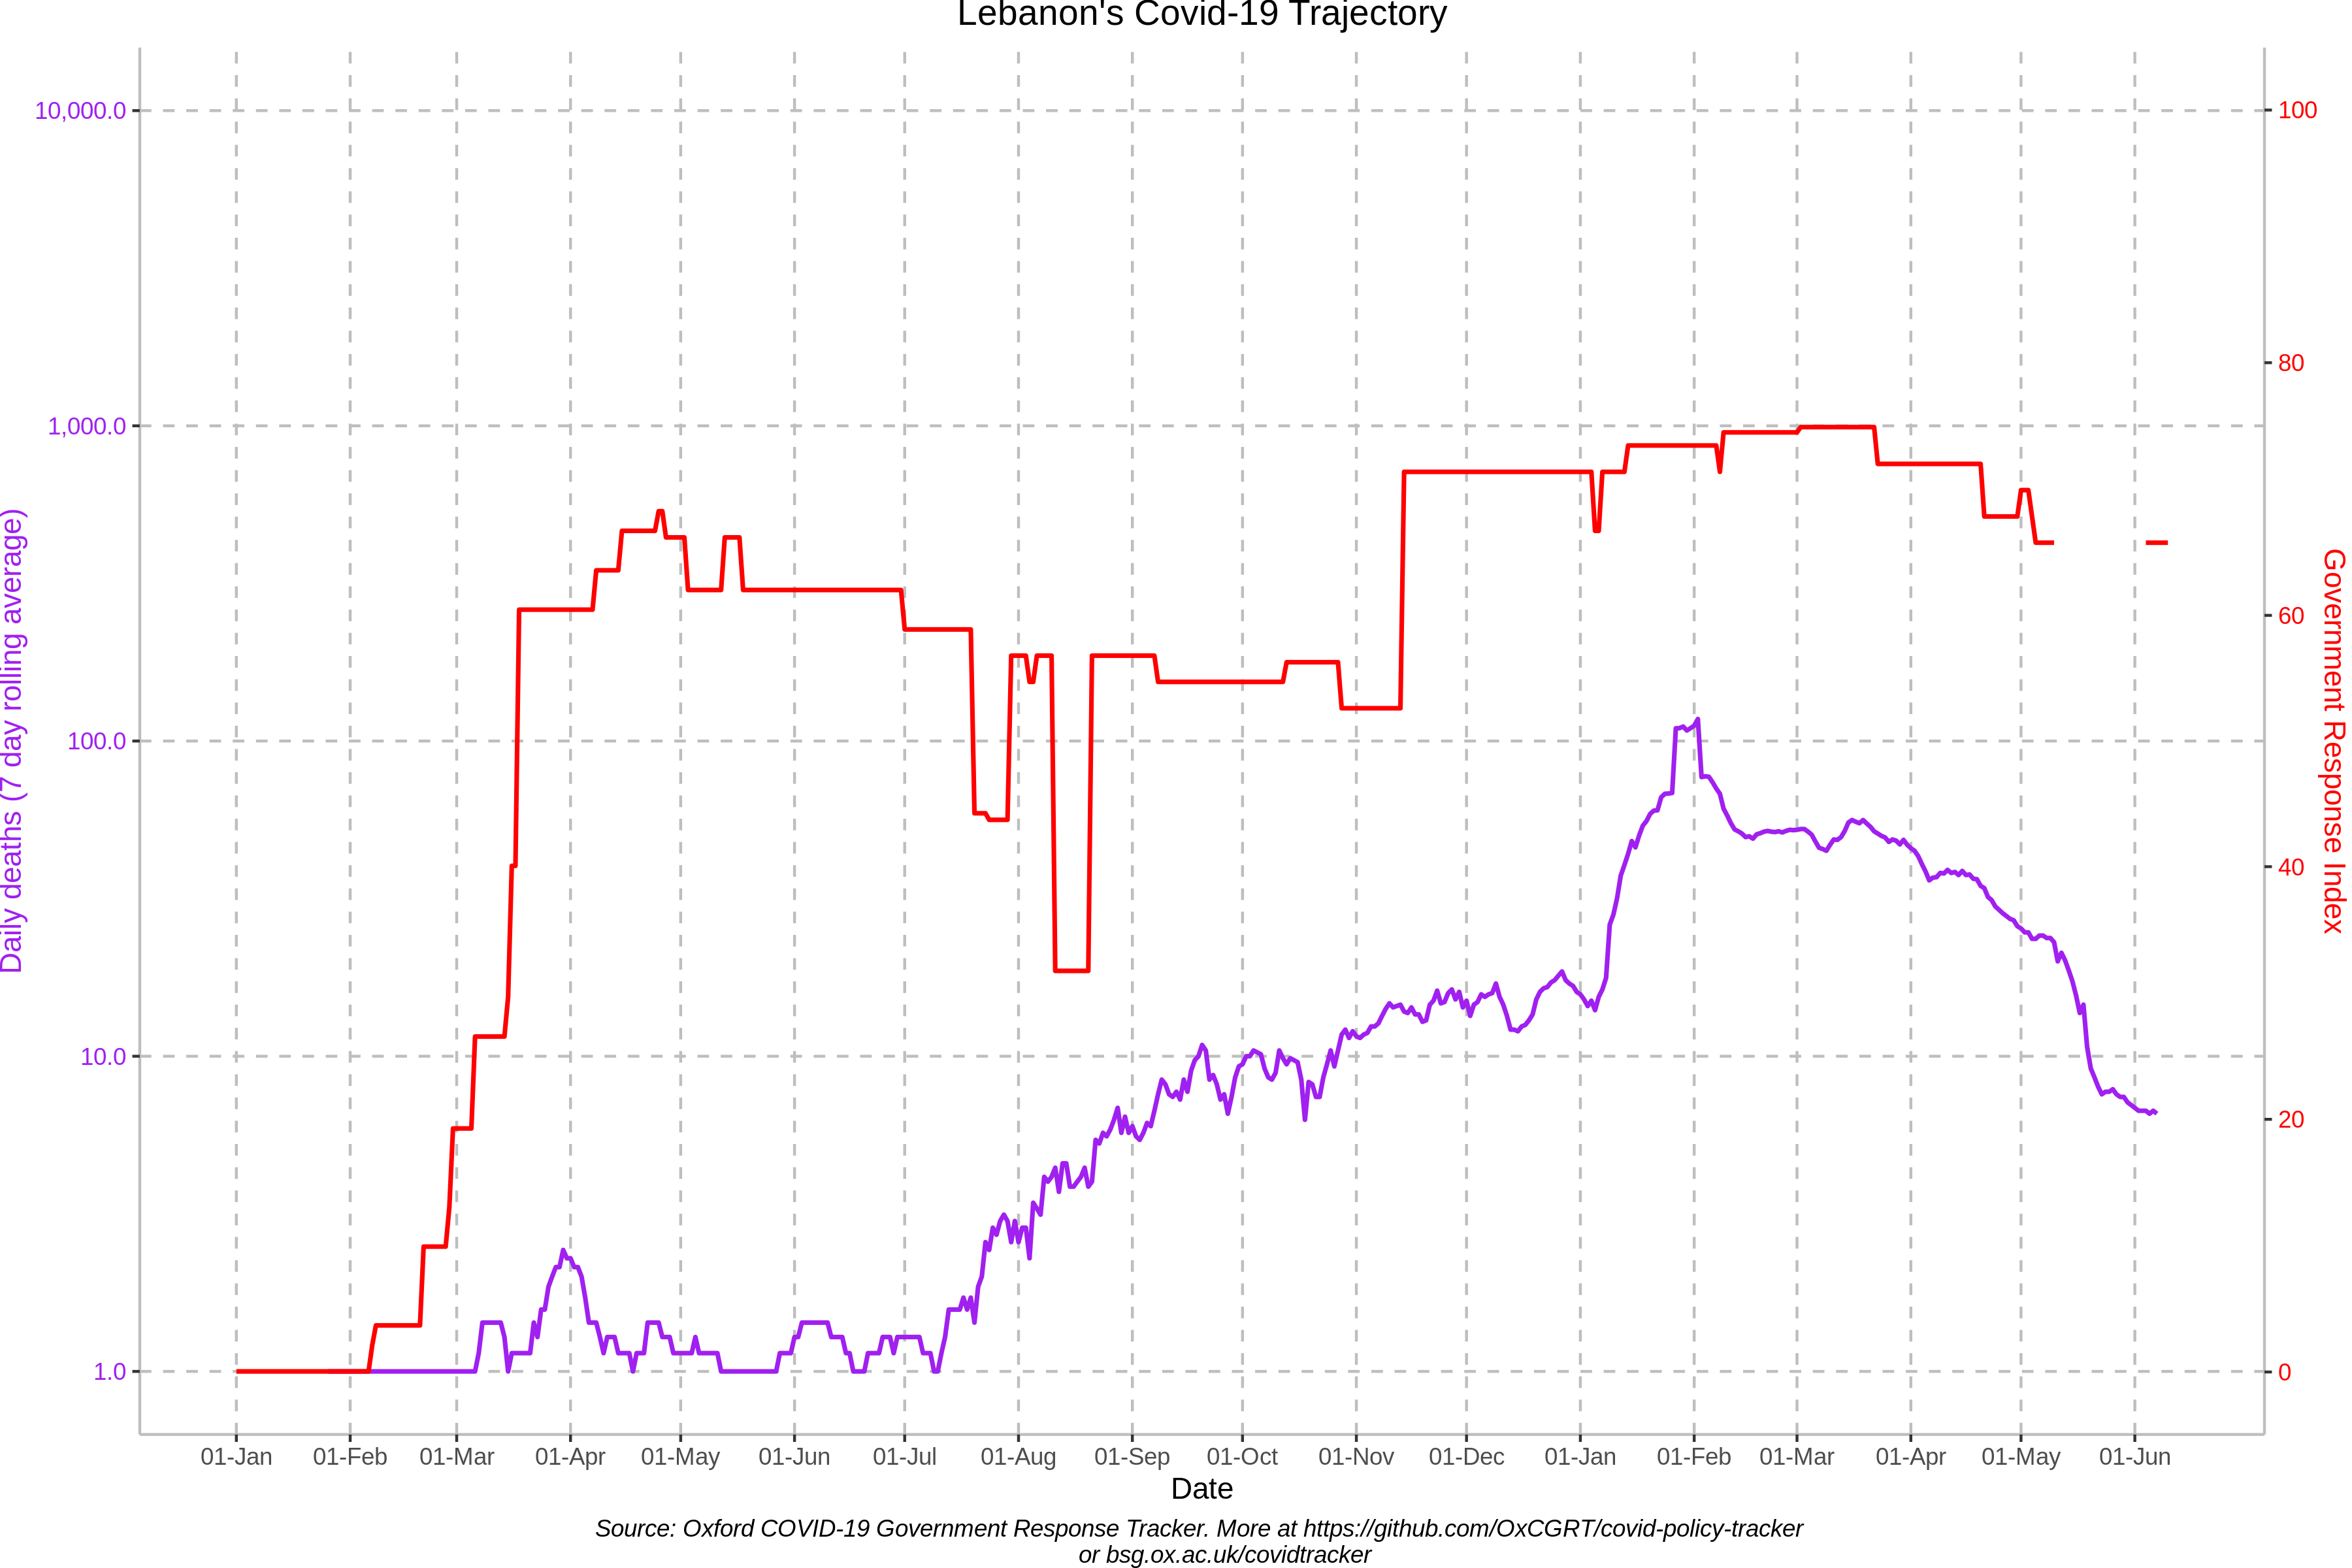 Lebanon's Covid-19 Trajectory
10,000.0
1,000.0
100.0
10.0
1.0
Daily deaths (7 day rolling average)
100
80
60
40
20
0
Government Response Index
01-Jan 01-Feb 01-Mar 01-Apr 01-May 01-Jun 01-Jul 01-Aug 01-Sep 01-Oct 01-Nov 01-Dec 01-Jan 01-Feb 01-Mar 01-Apr 01-May 01-Jun
Date
Source: Oxford COVID-19 Government Response Tracker. More at https://github.com/OxCGRT/covid-policy-tracker
or bsg.ox.ac.uk/covidtracker